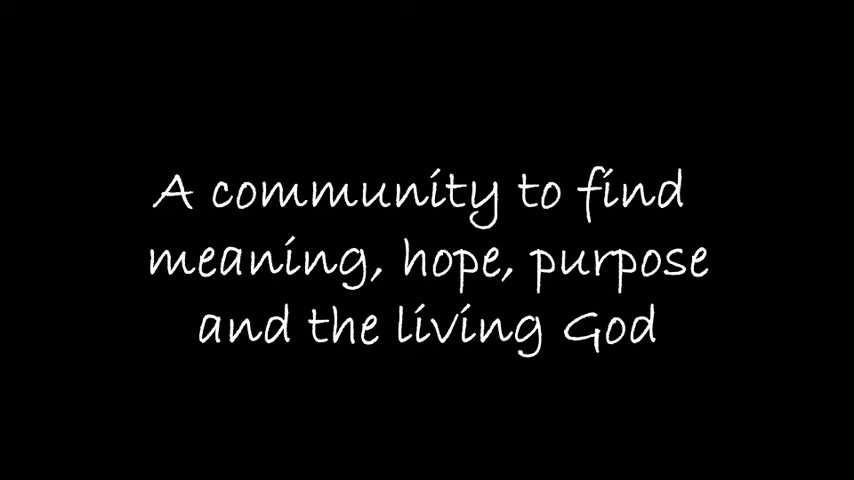 A community to find
meaning, hope, purpose
and the living God